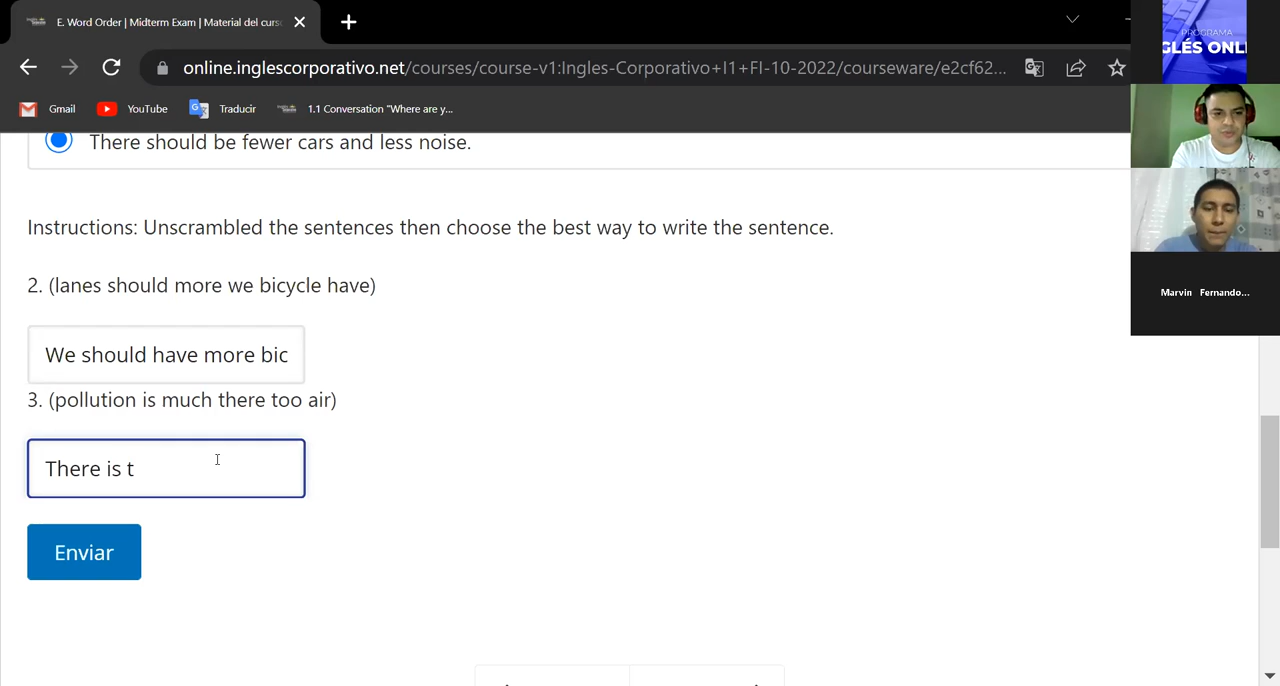 E. Word Order | Midterm Exam | Material del curs
online.inglescorporativo.net/courses/course-v1:Ingles-Corporativo+I1+FI-10-2022/courseware/e2cf62...
Gmail YouTube Traducir 1.1 Conversation "Where are y...
PROGRAMA
GLÉS ONLI
Marvin Fernando...
There should be fewer cars and less noise.
Instructions: Unscrambled the sentences then choose the best way to write the sentence.
2. (lanes should more we bicycle have)
We should have more bic
3. (pollution is much there too air)
There is t
Enviar